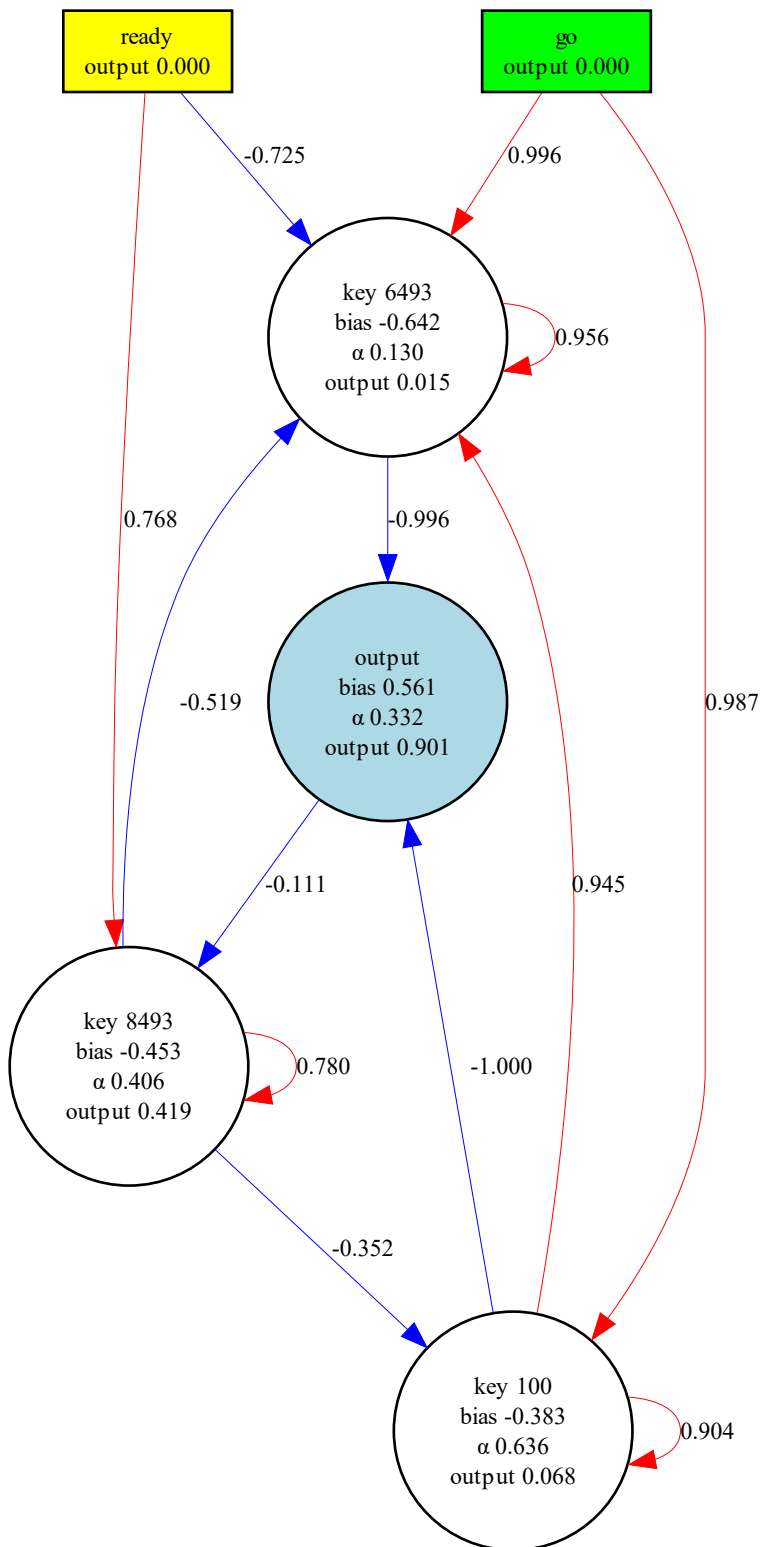 ready
output 0.000
go
output 0.000
-0.725
0.996
key 6493
bias -0.642
α 0.130
output 0.015
0.956
0.768
-0.996
-0.519
output
bias 0.561
α 0.332
output 0.901
0.987
-0.111
0.945
key 8493
bias -0.453
α 0.406
output 0.419
0.780
-1.000
-0.352
key 100
bias -0.383
α 0.636
output 0.068
0.904